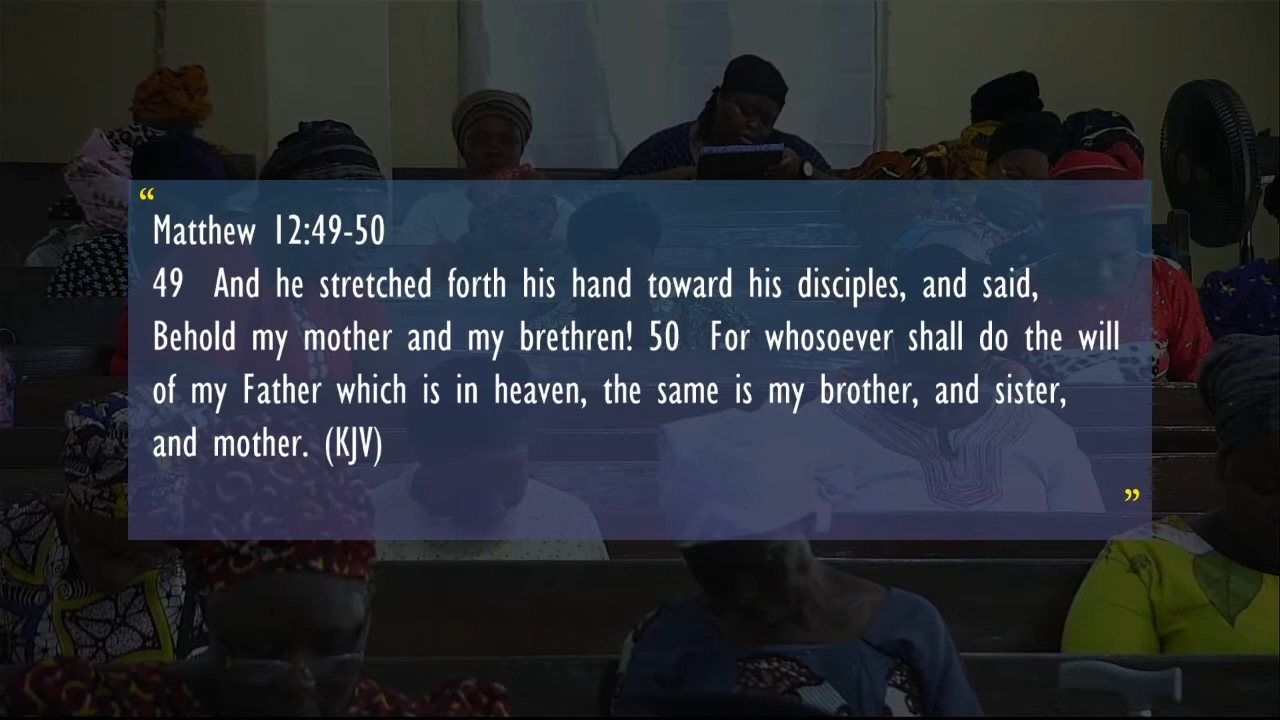 “
Matthew 12:49-50
49 And he stretched forth his hand toward his disciples, and said,
Behold my mother and my brethren! 50 For whosoever shall do the will
of my Father which is in heaven, the same is my brother, and sister,
and mother. (KJV)
”